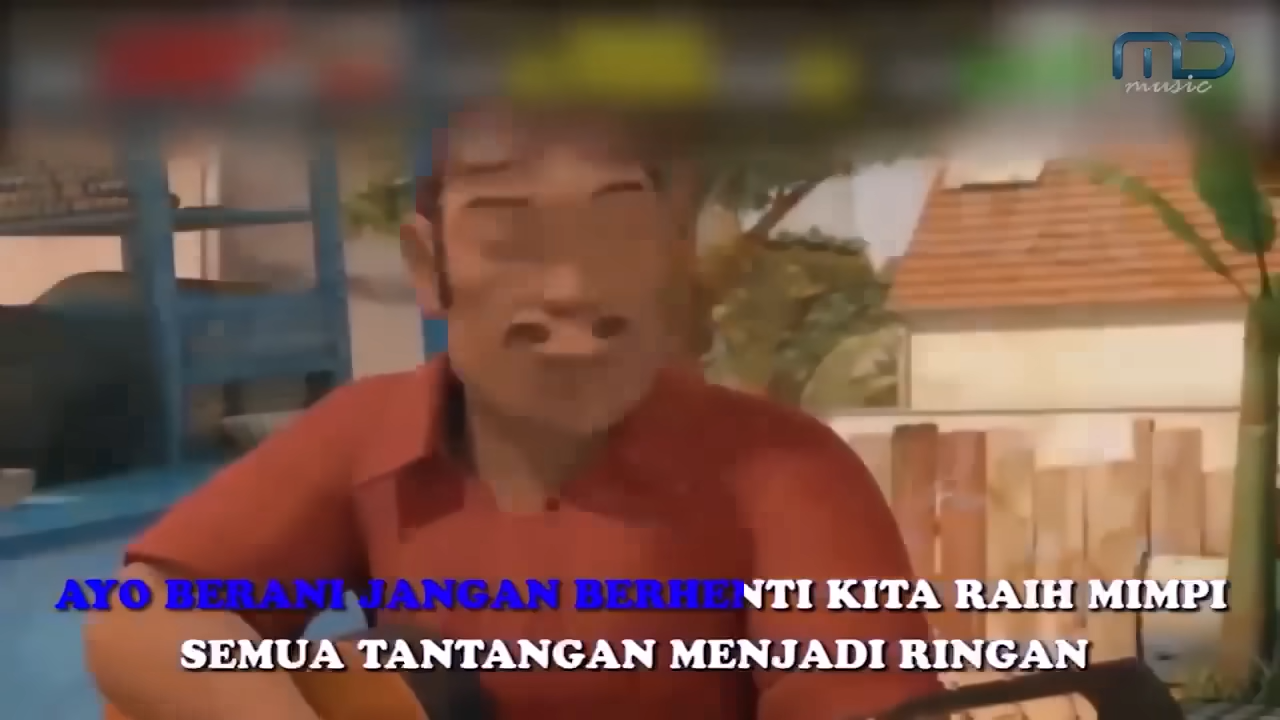 MD
music
AYO BERANI JANGAN BERHENTI KITA RAIH MIMPI
SEMUA TANTANGAN MENJADI RINGAN